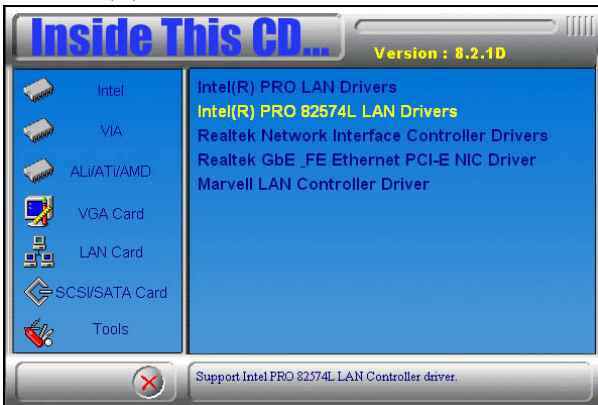 Inside This CD...
Version : 8.2.1D
Intel
VIA
ALi/ATi/AMD
VGA Card
LAN Card
SCSI/SATA Card
Tools
Intel(R) PRO LAN Drivers
Intel(R) PRO 82574L LAN Drivers
Realtek Network Interface Controller Drivers
Realtek GbE _FE Ethernet PCI-E NIC Driver
Marvell LAN Controller Driver
Support Intel PRO 82574L LAN Controller driver.